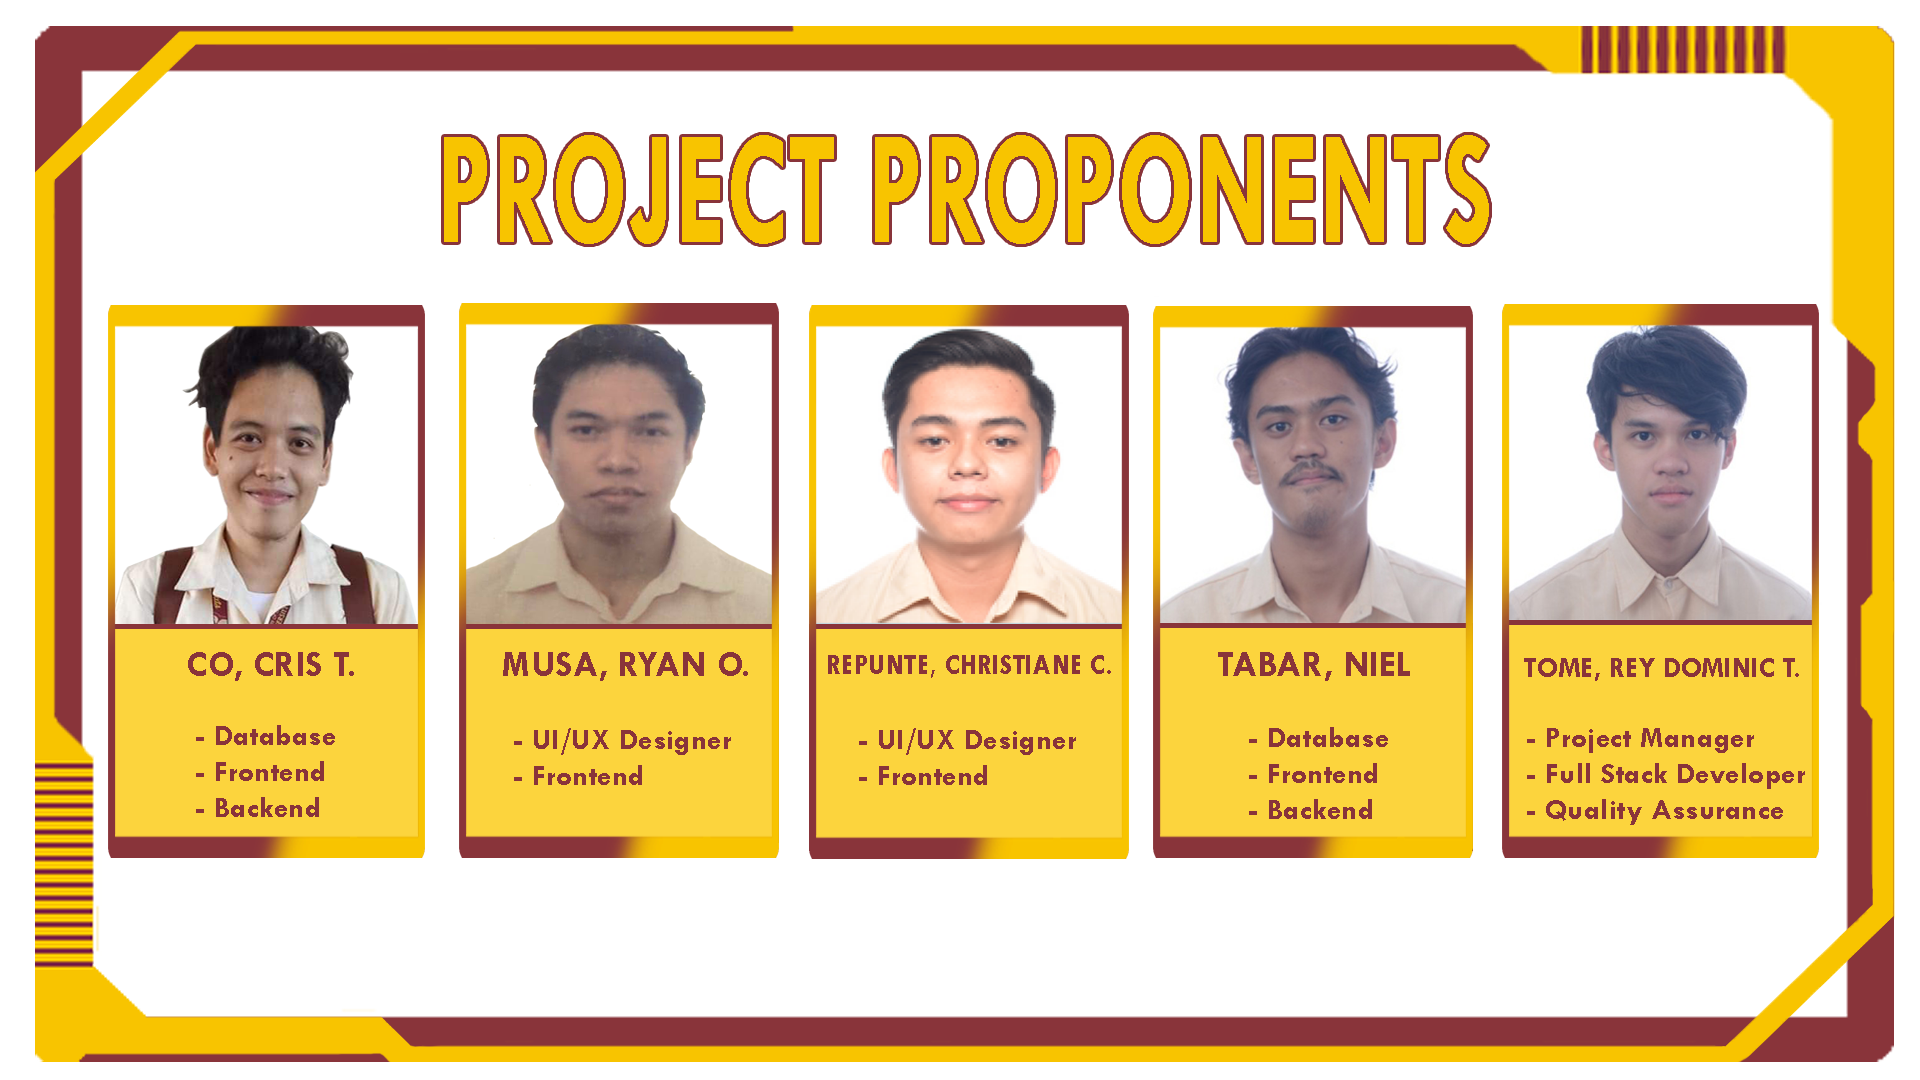 PROJECT PROPONENTS
CO, CRIS T.
- Database
- Frontend
- Backend
MUSA, RYAN O.
- UI/UX Designer
- Frontend
REPUNTE, CHRISTIANE C.
- UI/UX Designer
- Frontend
TABAR, NIEL
- Database
- Frontend
- Backend
TOME, REY DOMINIC T.
- Project Manager
- Full Stack Developer
- Quality Assurance